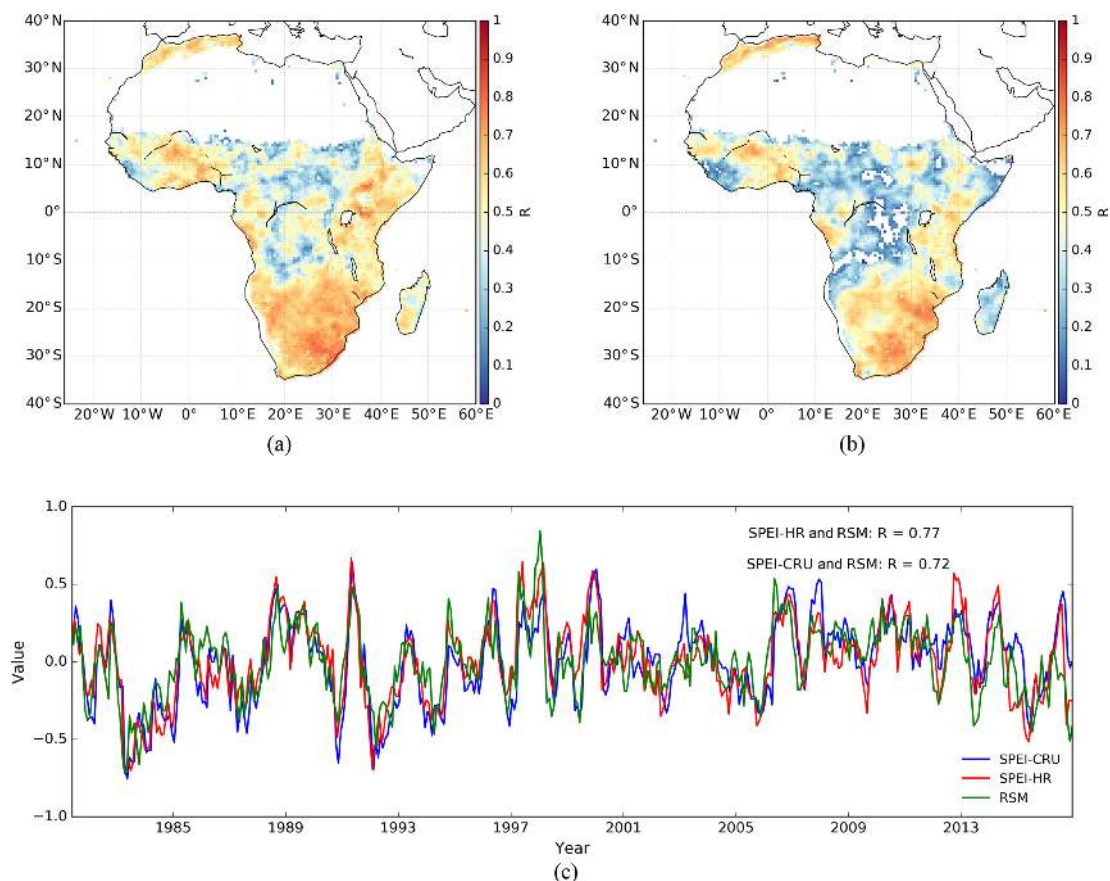 40°N
30°N
20°N
10°N
0°
10°S
20°S
30°S
40°S
20°W 10°W 0° 10°E 20°E 30°E 40°E 50°E 60°E
1
0.9
0.8
0.7
0.6
0.5
0.4
0.3
0.2
0.1
0
R
(a)
40°N
30°N
20°N
10°N
0°
10°S
20°S
30°S
40°S
20°W 10°W 0° 10°E 20°E 30°E 40°E 50°E 60°E
1
0.9
0.8
0.7
0.6
0.5
0.4
0.3
0.2
0.1
0
R
(b)
1.0
0.5
0.0
−0.5
−1.0
Value
SPEI-HR and RSM: R = 0.77
SPEI-CRU and RSM: R = 0.72
SPEI-CRU
SPEI-HR
RSM
1985 1989 1993 1997 2001 2005 2009 2013
Year
(c)